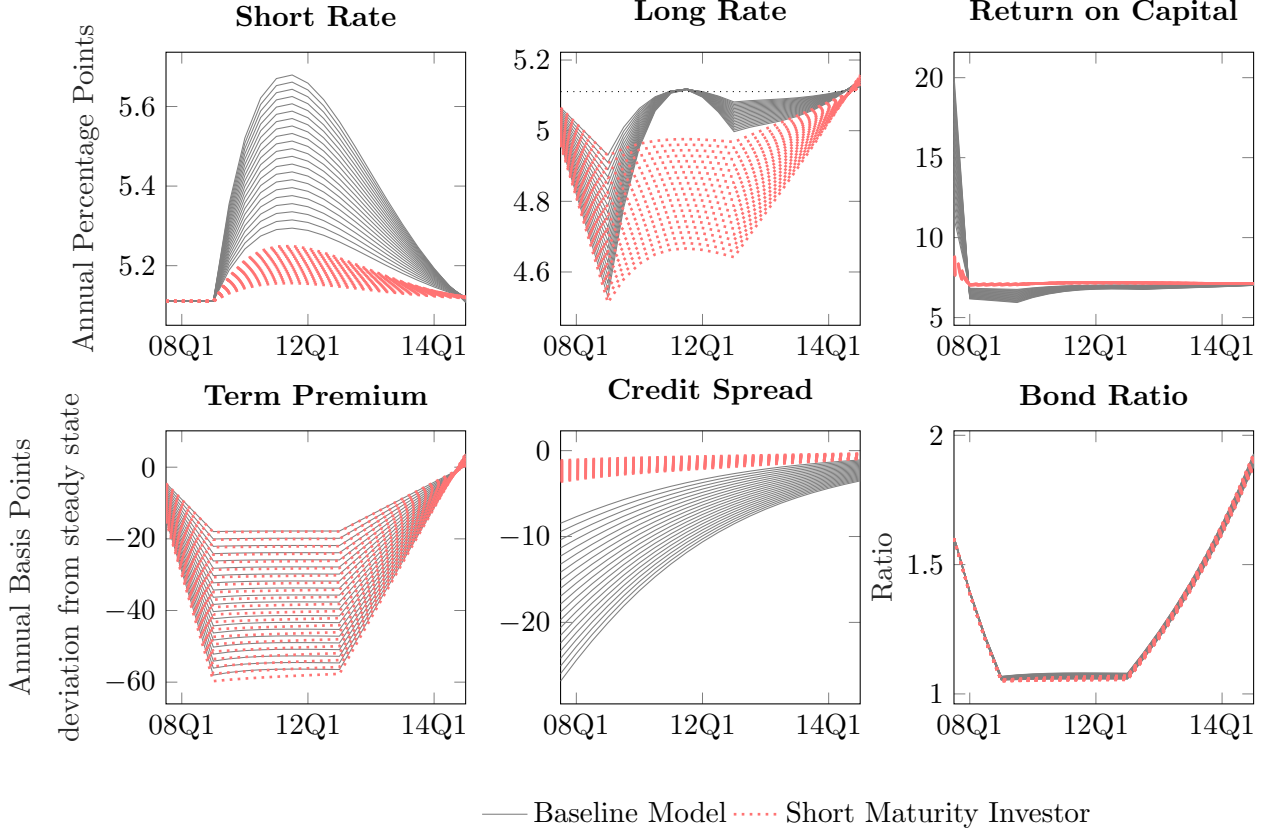 Short Rate
Long Rate
Return on Capital
Annual Percentage Points
5.6
5.4
5.2
08Q1
12Q1
14Q1
5.2
5
4.8
4.6
08Q1
12Q1
14Q1
20
15
10
5
08Q1
12Q1
14Q1
Term Premium
Credit Spread
Bond Ratio
Annual Basis Points
deviation from steady state
0
−20
−40
−60
08Q1
12Q1
14Q1
0
−10
−20
08Q1
12Q1
14Q1
Ratio
2
1.5
1
08Q1
12Q1
14Q1
Baseline Model
Short Maturity Investor